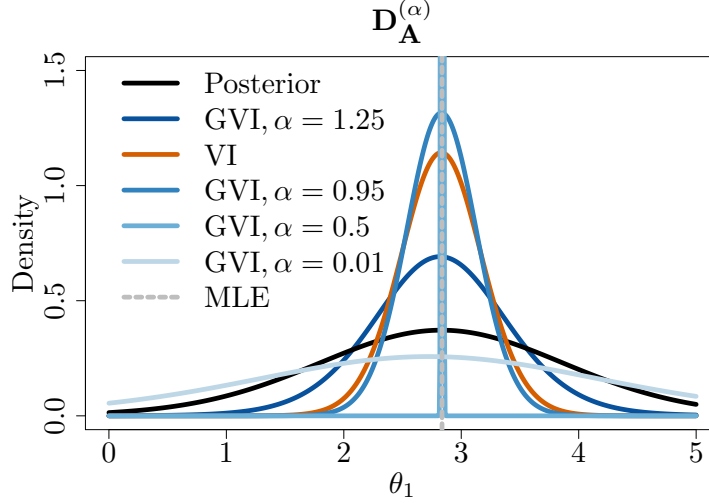 D_A^(α)
Posterior
GVI, α = 1.25
VI
GVI, α = 0.95
GVI, α = 0.5
GVI, α = 0.01
MLE
Density
1.5
1.0
0.5
0.0
0 1 2 3 4 5
θ₁